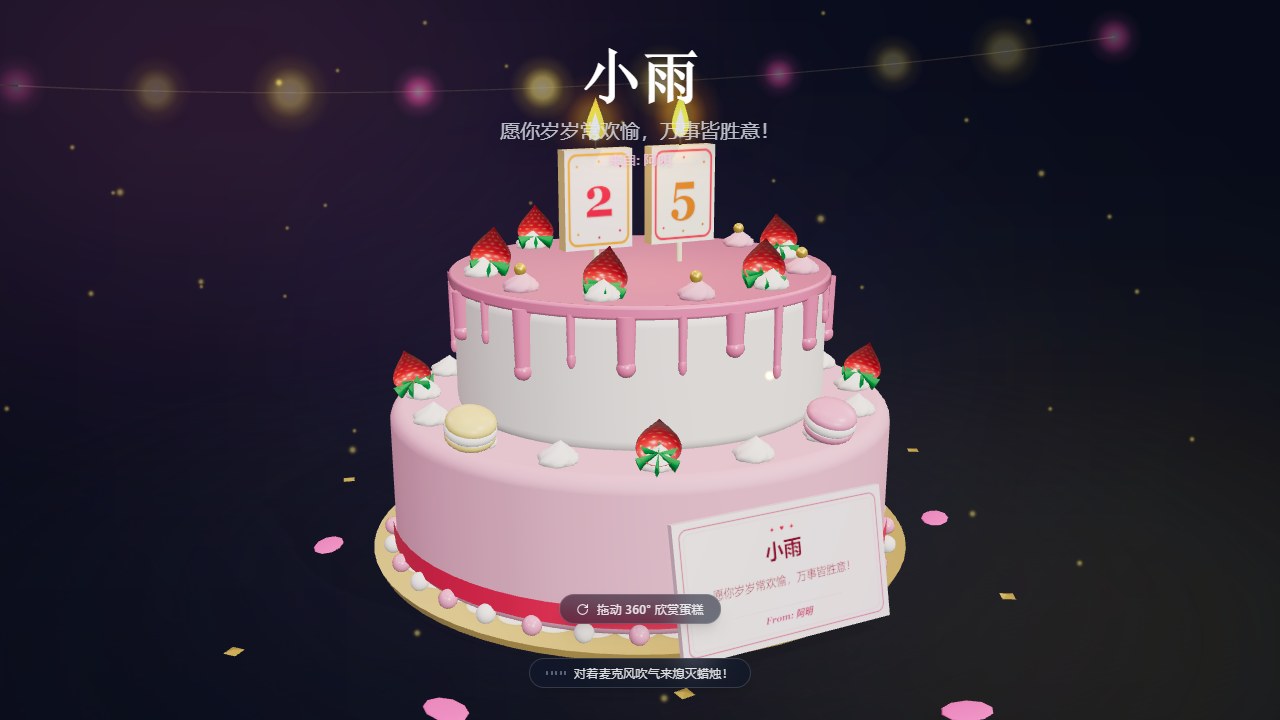 小雨
愿你岁岁常欢愉，万事皆胜意！
2
5
小雨
愿你岁岁常欢愉，万事皆胜意！
From: 阿明
拖动 360° 欣赏蛋糕
对着麦克风吹气来熄灭蜡烛！